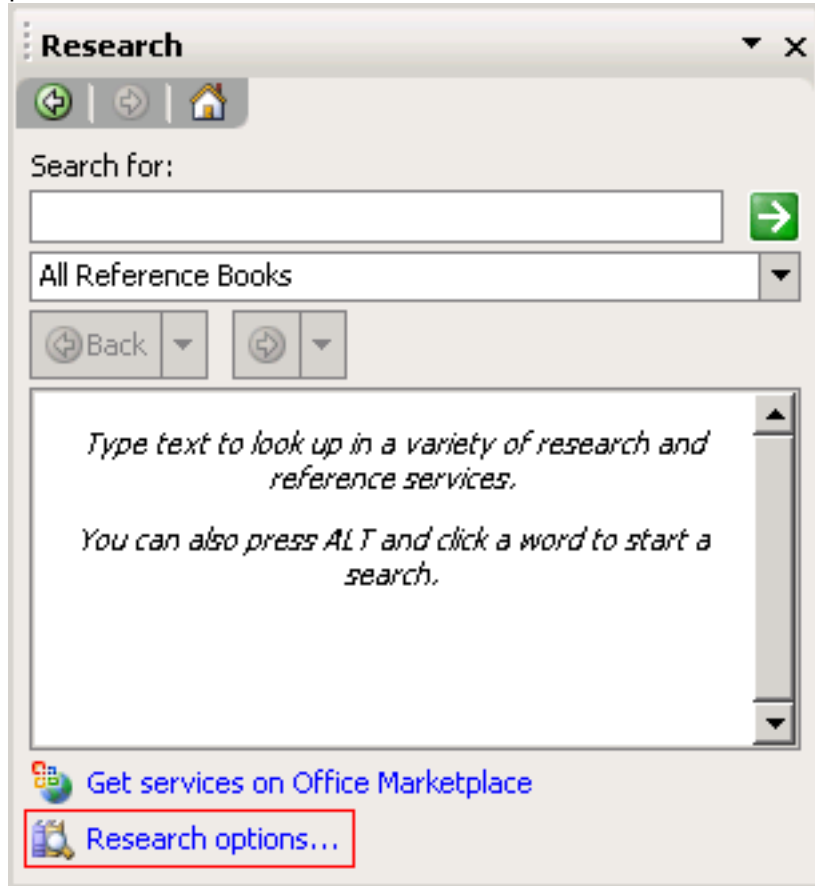 Research
Search for:
All Reference Books
Back
Type text to look up in a variety of research and
reference services.
You can also press ALT and click a word to start a
search.
Get services on Office Marketplace
Research options...